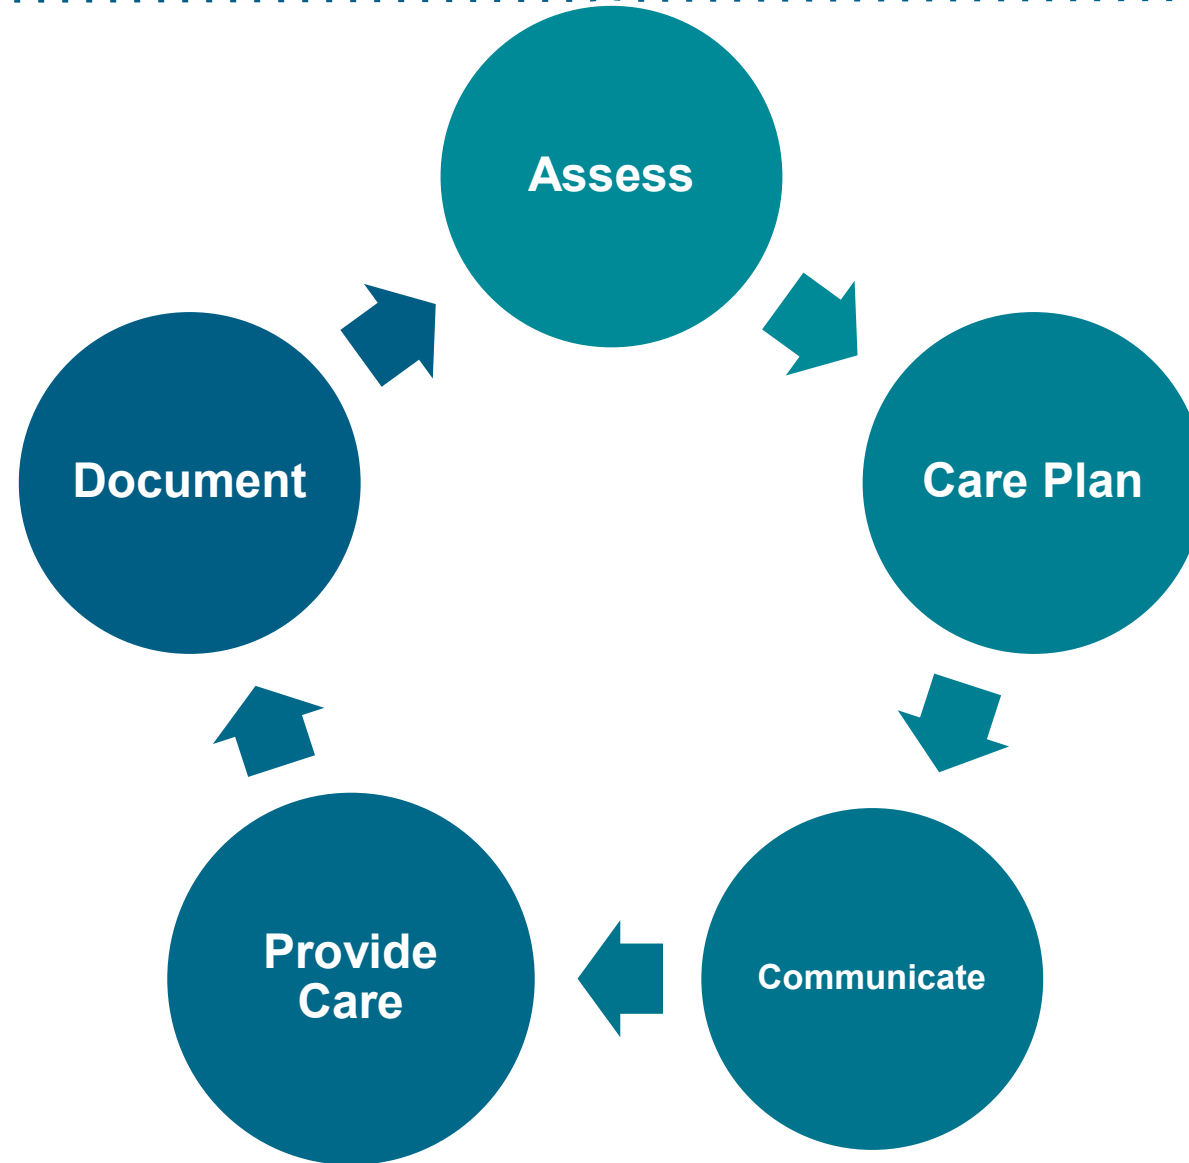 Assess
Care Plan
Communicate
Provide
Care
Document